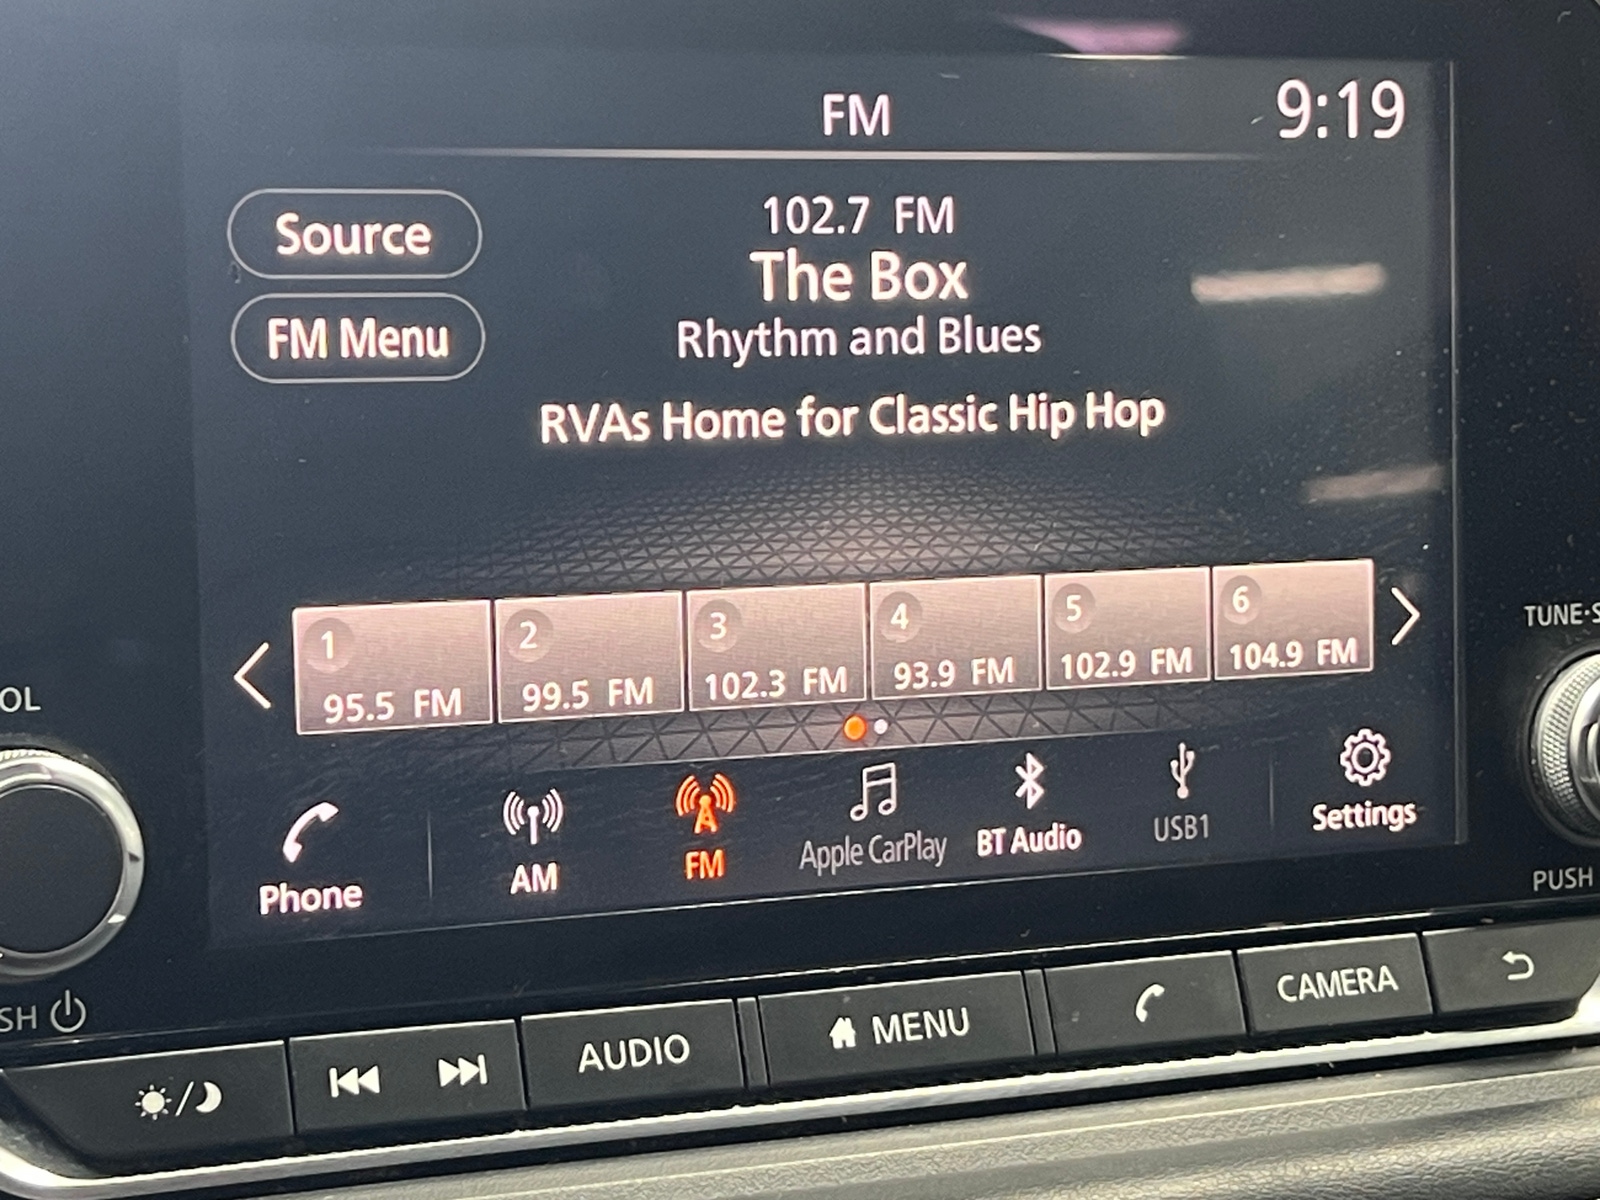 FM
9:19
Source
102.7 FM
The Box
FM Menu
Rhythm and Blues
RVAs Home for Classic Hip Hop
1
95.5 FM
2
99.5 FM
3
102.3 FM
4
93.9 FM
5
102.9 FM
6
104.9 FM
TUNE·S
OL
Phone
AM
FM
Apple CarPlay
BT Audio
USB1
Settings
PUSH
SH
AUDIO
MENU
CAMERA